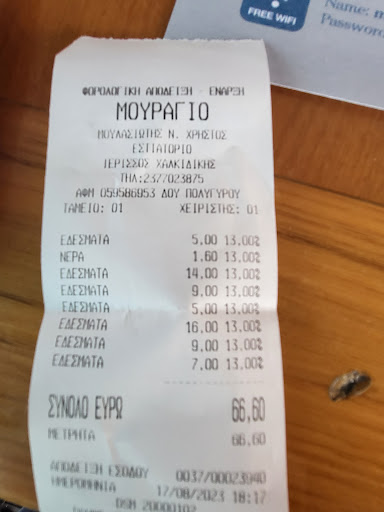 FREE WIFI
Name: m
Password
ΦΟΡΟΛΟΓΙΚΗ ΑΠΟΔΕΙΞΗ - ΕΝΑΡΞΗ
ΜΟΥΡΑΓΙΟ
ΜΟΥΛΑΣΙΩΤΗΣ Ν. ΧΡΗΣΤΟΣ
ΕΣΤΙΑΤΟΡΙΟ
ΙΕΡΙΣΣΟΣ ΧΑΛΚΙΔΙΚΗΣ
ΤΗΛ:2377023875
ΑΦΜ 059586953 ΔΟΥ ΠΟΛΥΓΥΡΟΥ
ΤΑΜΕΙΟ: 01 ΧΕΙΡΙΣΤΗΣ: 01
ΕΔΕΣΜΑΤΑ 5,00 13,00%
ΝΕΡΑ 1,60 13,00%
ΕΔΕΣΜΑΤΑ 14,00 13,00%
ΕΔΕΣΜΑΤΑ 9,00 13,00%
ΕΔΕΣΜΑΤΑ 5,00 13,00%
ΕΔΕΣΜΑΤΑ 16,00 13,00%
ΕΔΕΣΜΑΤΑ 9,00 13,00%
ΕΔΕΣΜΑΤΑ 7,00 13,00%
ΣΥΝΟΛΟ ΕΥΡΩ 66,60
ΜΕΤΡΗΤΑ 66,60
ΑΠΟΔΕΙΞΗ ΕΣΟΔΟΥ 0037/00023940
ΗΜΕΡΟΜΗΝΙΑ 17/08/2023 18:17